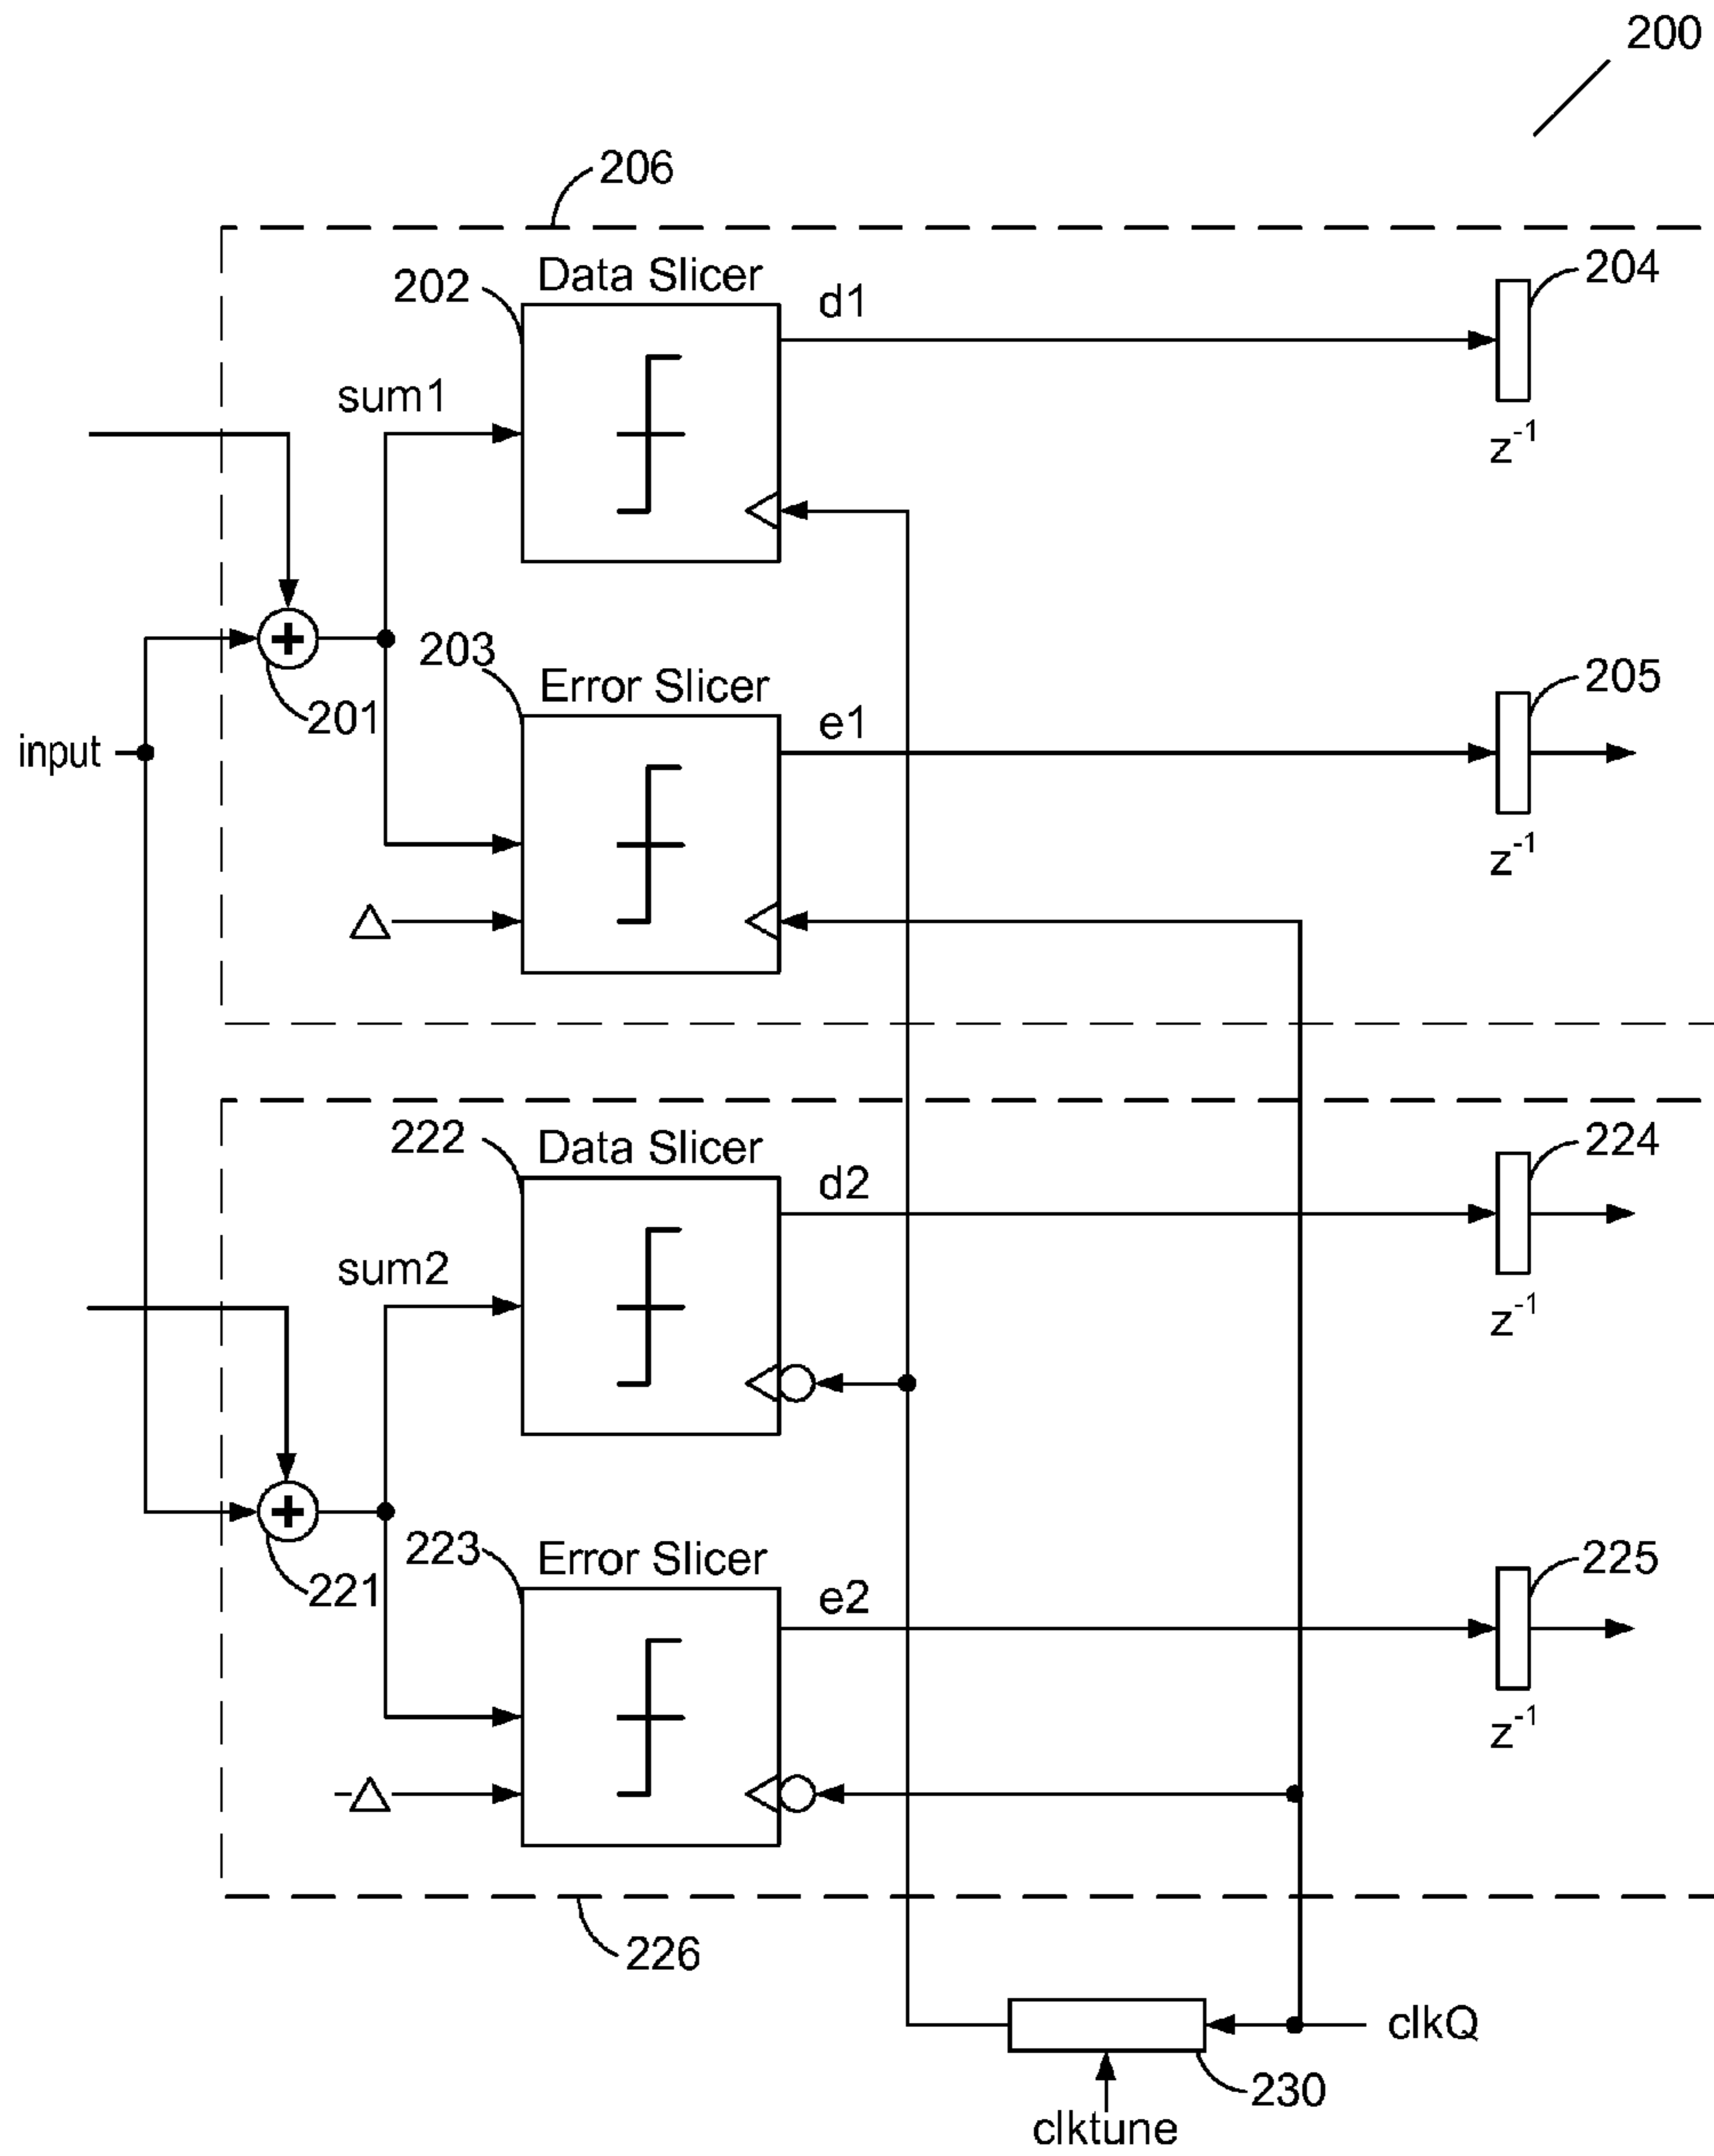 200
206
Data Slicer
202
d1
204
sum1
z⁻¹
203
Error Slicer
205
201
e1
input
z⁻¹
Δ
222
Data Slicer
224
d2
sum2
z⁻¹
223
Error Slicer
225
221
e2
z⁻¹
-Δ
226
clkQ
230
clktune